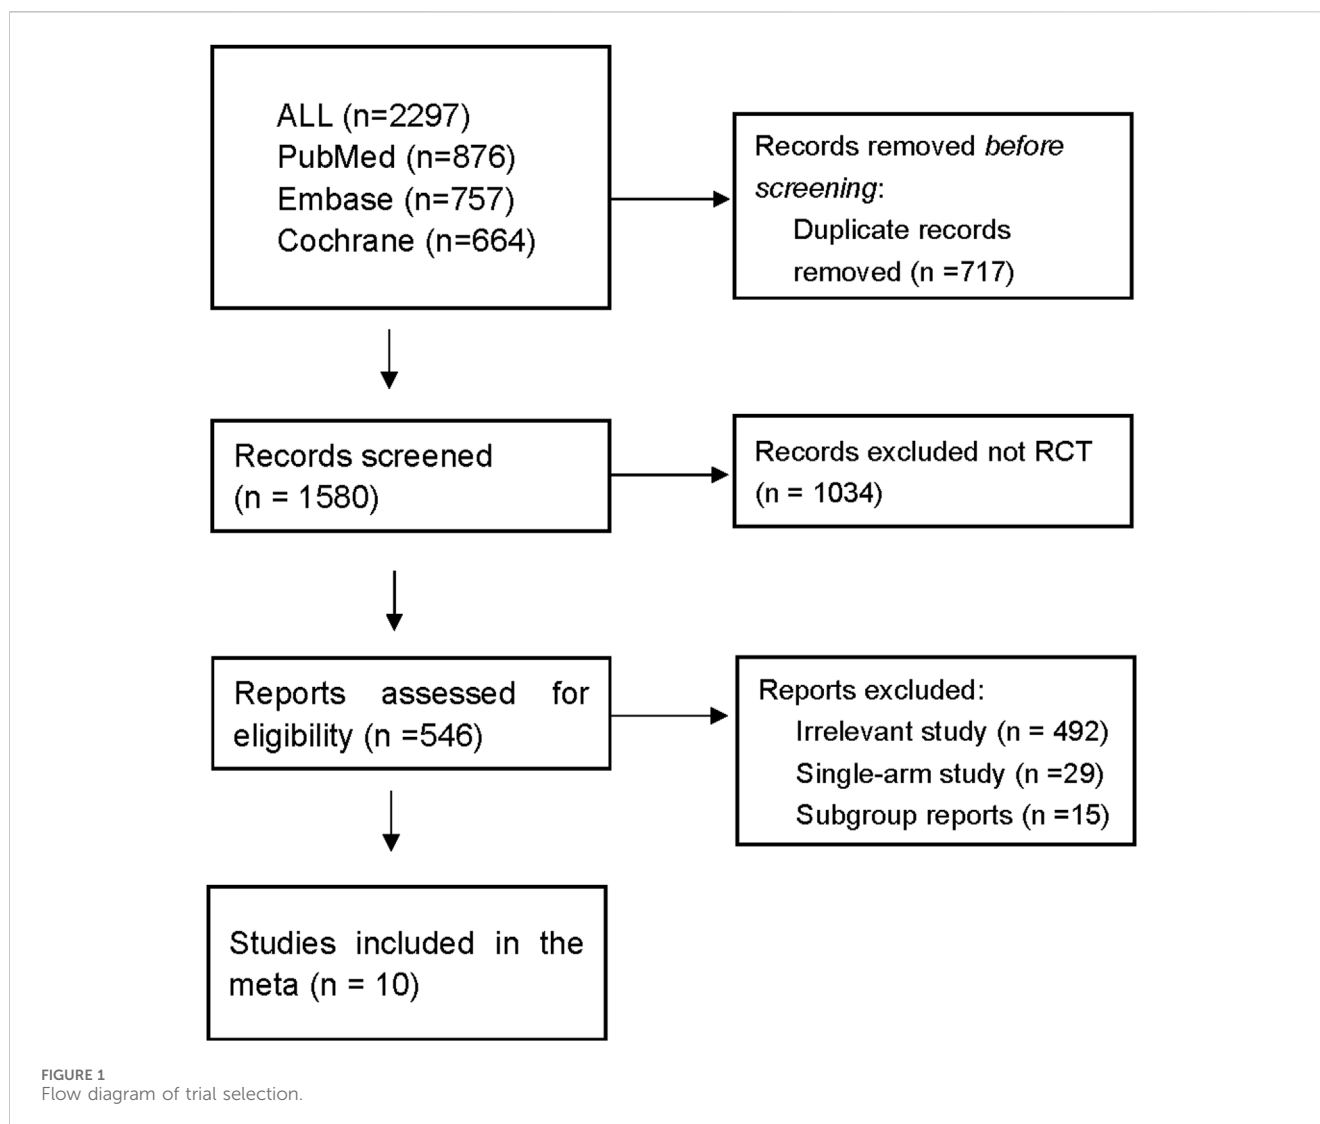 ALL (n=2297)
PubMed (n=876)
Embase (n=757)
Cochrane (n=664)
Records removed before
screening:
Duplicate records
removed (n =717)
Records screened
(n = 1580)
Records excluded not RCT
(n = 1034)
Reports assessed for
eligibility (n =546)
Reports excluded:
Irrelevant study (n = 492)
Single-arm study (n =29)
Subgroup reports (n =15)
Studies included in the
meta (n = 10)
FIGURE 1
Flow diagram of trial selection.